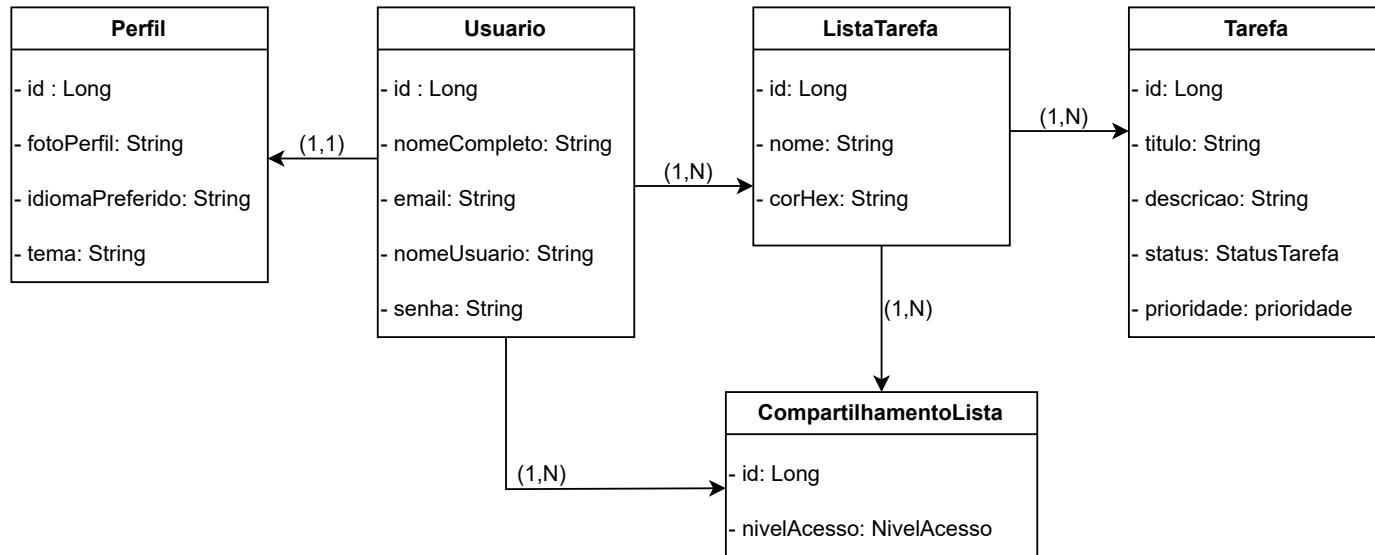 Perfil
- id : Long
- fotoPerfil: String
- idiomaPreferido: String
- tema: String
(1,1)
Usuario
- id : Long
- nomeCompleto: String
- email: String
- nomeUsuario: String
- senha: String
(1,N)
ListaTarefa
- id: Long
- nome: String
- corHex: String
(1,N)
Tarefa
- id: Long
- titulo: String
- descricao: String
- status: StatusTarefa
- prioridade: prioridade
(1,N)
(1,N)
CompartilhamentoLista
- id: Long
- nivelAcesso: NivelAcesso